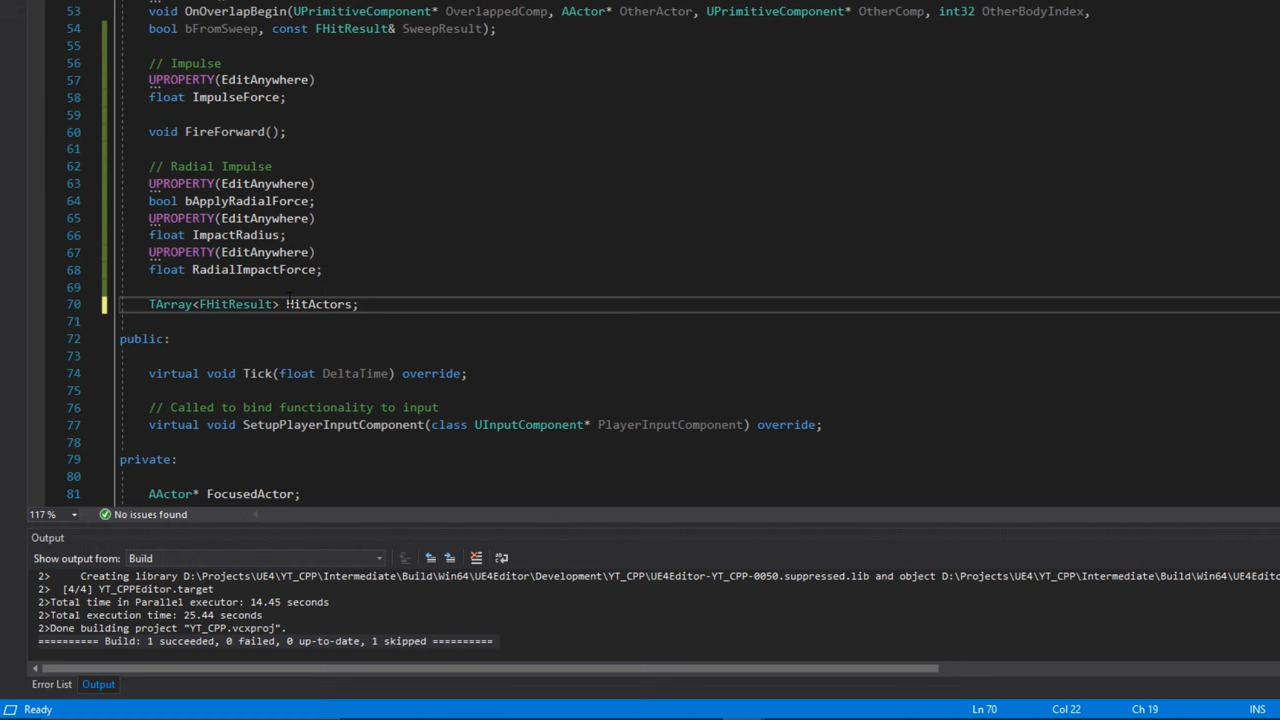 53 void OnOverlapBegin(UPrimitiveComponent* OverlappedComp, AActor* OtherActor, UPrimitiveComponent* OtherComp, int32 OtherBodyIndex,
54 bool bFromSweep, const FHitResult& SweepResult);
55
56 // Impulse
57 UPROPERTY(EditAnywhere)
58 float ImpulseForce;
59
60 void FireForward();
61
62 // Radial Impulse
63 UPROPERTY(EditAnywhere)
64 bool bApplyRadialForce;
65 UPROPERTY(EditAnywhere)
66 float ImpactRadius;
67 UPROPERTY(EditAnywhere)
68 float RadialImpactForce;
69
70 TArray<FHitResult> HitActors;
71
72 public:
73
74 virtual void Tick(float DeltaTime) override;
75
76 // Called to bind functionality to input
77 virtual void SetupPlayerInputComponent(class UInputComponent* PlayerInputComponent) override;
78
79 private:
80
81 AActor* FocusedActor;
117 % No issues found
Output
Show output from: Build
2> Creating library D:\Projects\UE4\YT_CPP\Intermediate\Build\Win64\UE4Editor\Development\YT_CPP\UE4Editor-YT_CPP-0050.suppressed.lib and object D:\Projects\UE4\YT_CPP\Intermediate\Build\Win64\UE4Edito
2> [4/4] YT_CPPEditor.target
2>Total time in Parallel executor: 14.45 seconds
2>Total execution time: 25.44 seconds
2>Done building project "YT_CPP.vcxproj".
========== Build: 1 succeeded, 0 failed, 0 up-to-date, 1 skipped ==========
Error List Output
Ready Ln 70 Col 22 Ch 19 INS